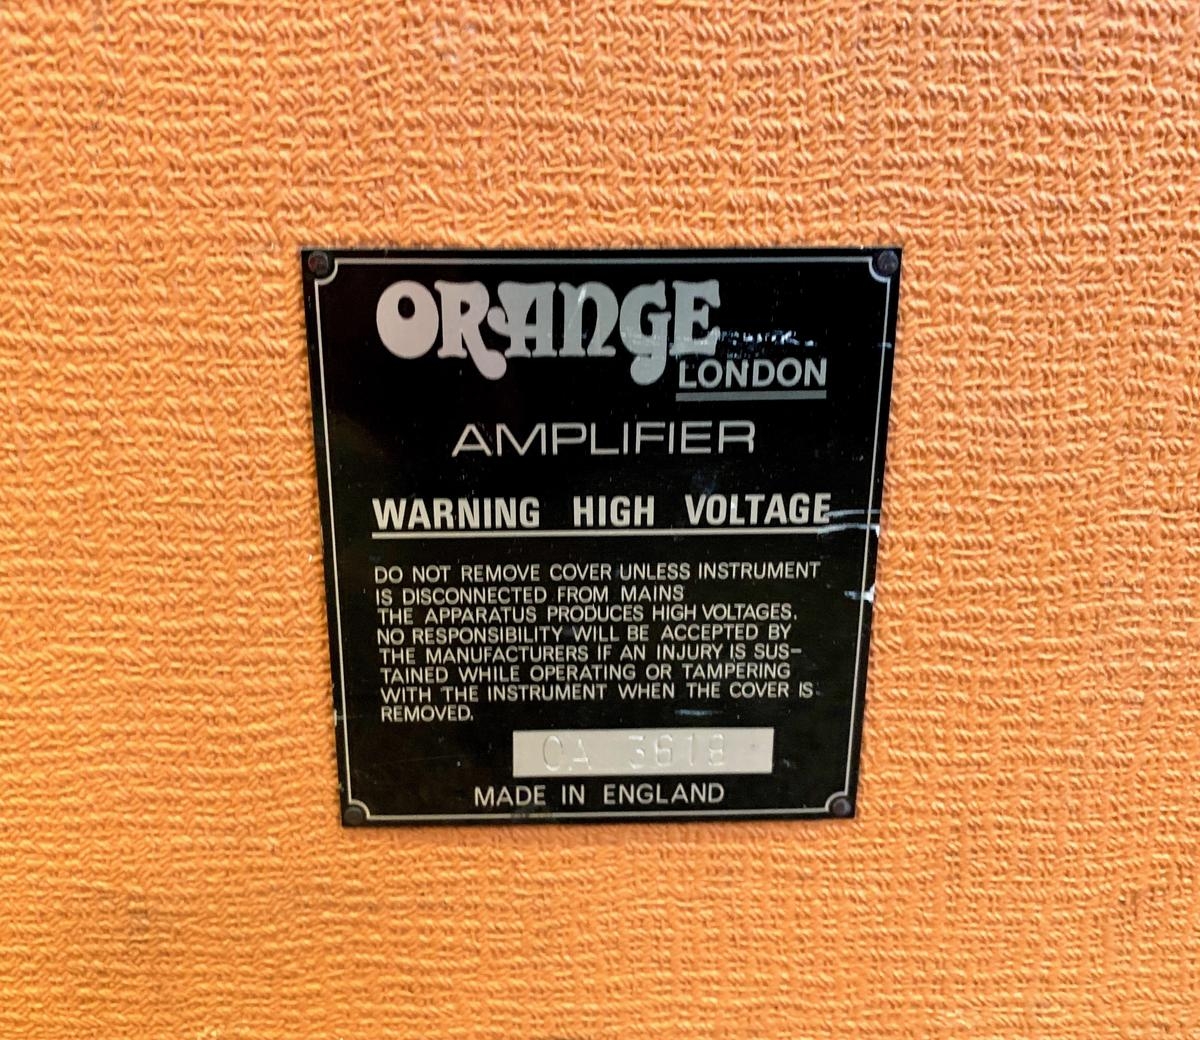 ORANGE
LONDON
AMPLIFIER
WARNING HIGH VOLTAGE
DO NOT REMOVE COVER UNLESS INSTRUMENT
IS DISCONNECTED FROM MAINS
THE APPARATUS PRODUCES HIGH VOLTAGES.
NO RESPONSIBILITY WILL BE ACCEPTED BY
THE MANUFACTURERS IF AN INJURY IS SUS-
TAINED WHILE OPERATING OR TAMPERING
WITH THE INSTRUMENT WHEN THE COVER IS
REMOVED.
OA 3618
MADE IN ENGLAND